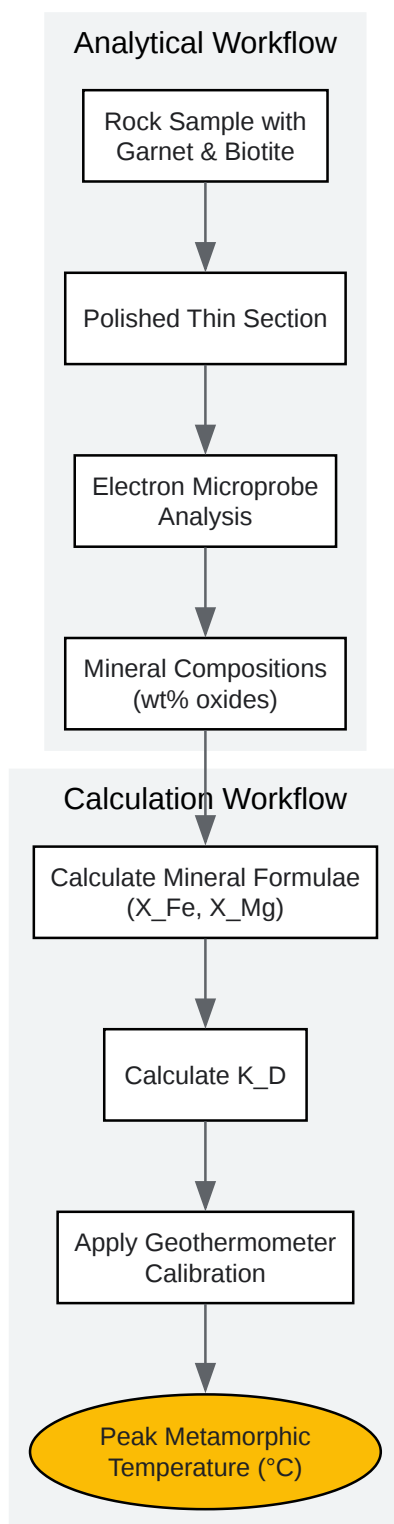 Analytical Workflow
Rock Sample with
Garnet & Biotite
Polished Thin Section
Electron Microprobe
Analysis
Mineral Compositions
(wt% oxides)
Calculation Workflow
Calculate Mineral Formulae
(X_Fe, X_Mg)
Calculate K_D
Apply Geothermometer
Calibration
Peak Metamorphic
Temperature (°C)